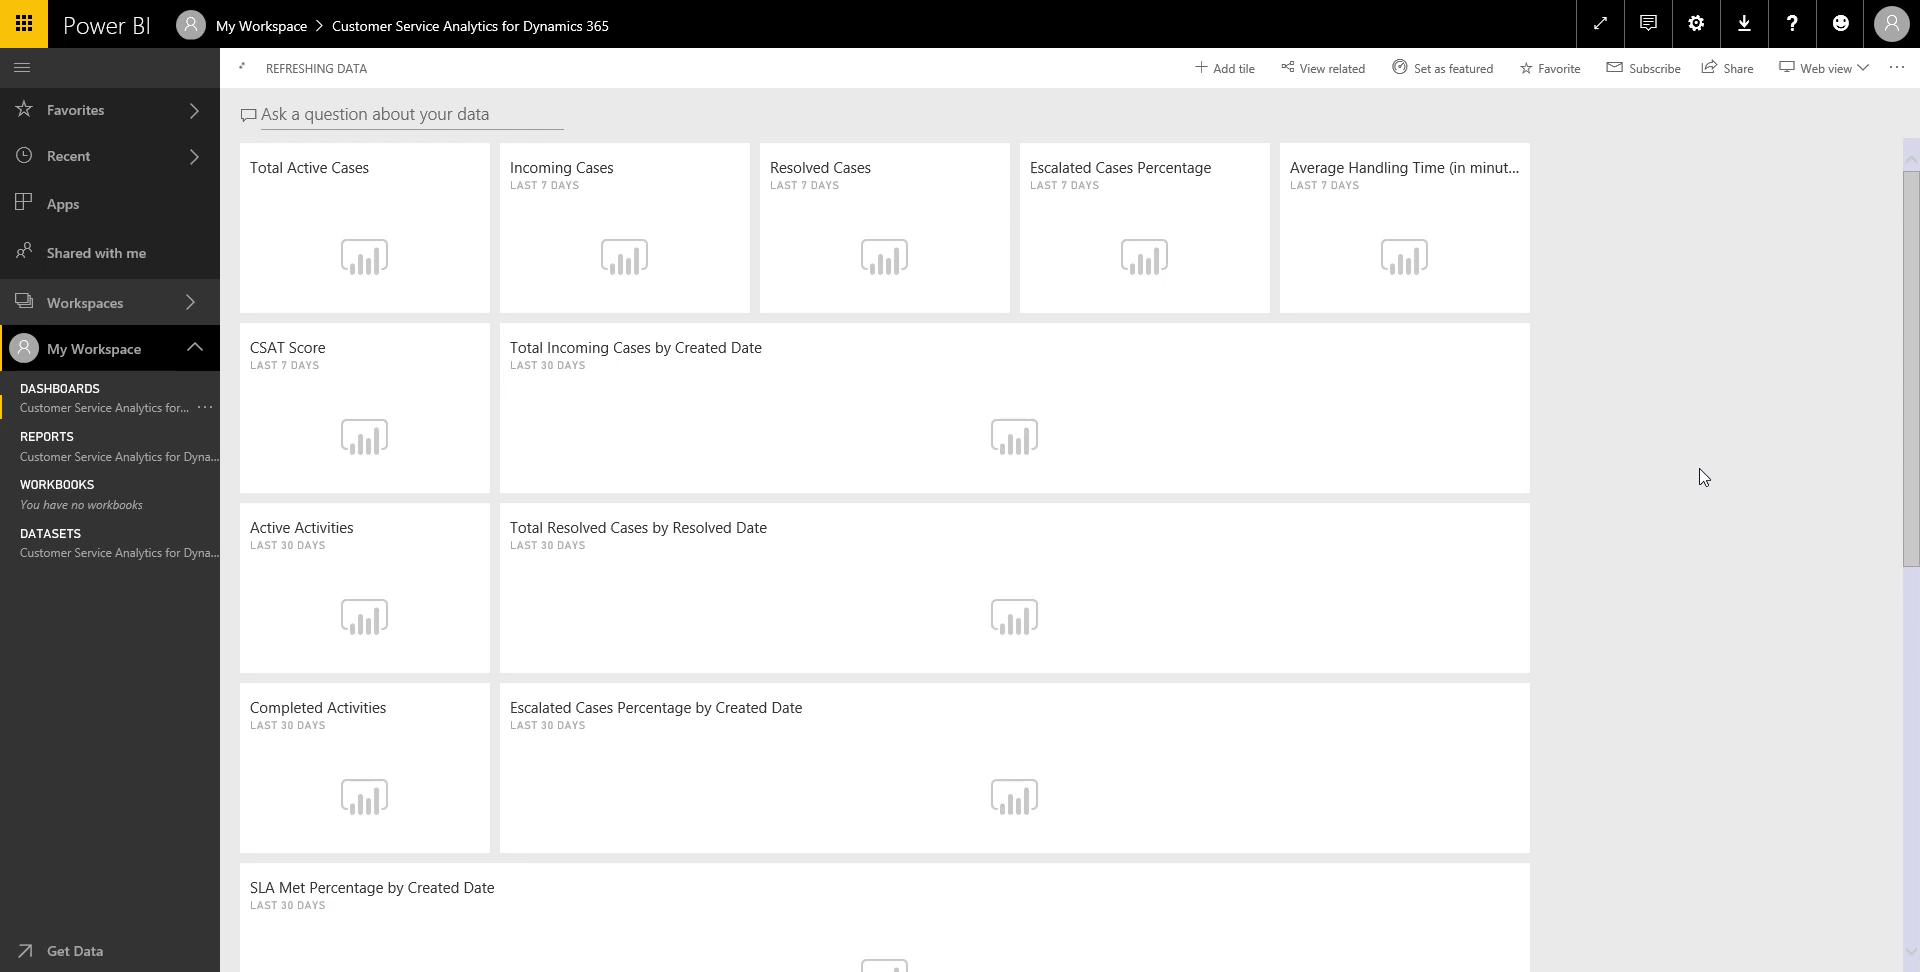 Power BI
My Workspace > Customer Service Analytics for Dynamics 365
REFRESHING DATA
Add tile
View related
Set as featured
Favorite
Subscribe
Share
Web view
Ask a question about your data
Favorites
Recent
Apps
Shared with me
Workspaces
My Workspace
DASHBOARDS
Customer Service Analytics for...
REPORTS
Customer Service Analytics for Dyna...
WORKBOOKS
You have no workbooks
DATASETS
Customer Service Analytics for Dyna...
Get Data
Total Active Cases
Incoming Cases
LAST 7 DAYS
Resolved Cases
LAST 7 DAYS
Escalated Cases Percentage
LAST 7 DAYS
Average Handling Time (in minut...
LAST 7 DAYS
CSAT Score
LAST 7 DAYS
Total Incoming Cases by Created Date
LAST 30 DAYS
Active Activities
LAST 30 DAYS
Total Resolved Cases by Resolved Date
LAST 30 DAYS
Completed Activities
LAST 30 DAYS
Escalated Cases Percentage by Created Date
LAST 30 DAYS
SLA Met Percentage by Created Date
LAST 30 DAYS